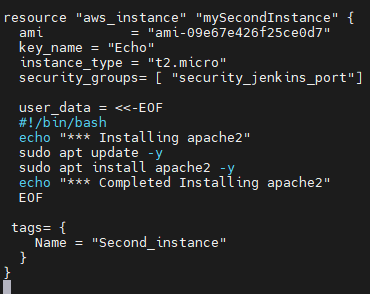 resource "aws_instance" "mySecondInstance" {
  ami           = "ami-09e67e426f25ce0d7"
  key_name = "Echo"
  instance_type = "t2.micro"
  security_groups= [ "security_jenkins_port"]

  user_data = <<-EOF
  #!/bin/bash
  echo "*** Installing apache2"
  sudo apt update -y
  sudo apt install apache2 -y
  echo "*** Completed Installing apache2"
  EOF

 tags= {
    Name = "Second_instance"
  }
}